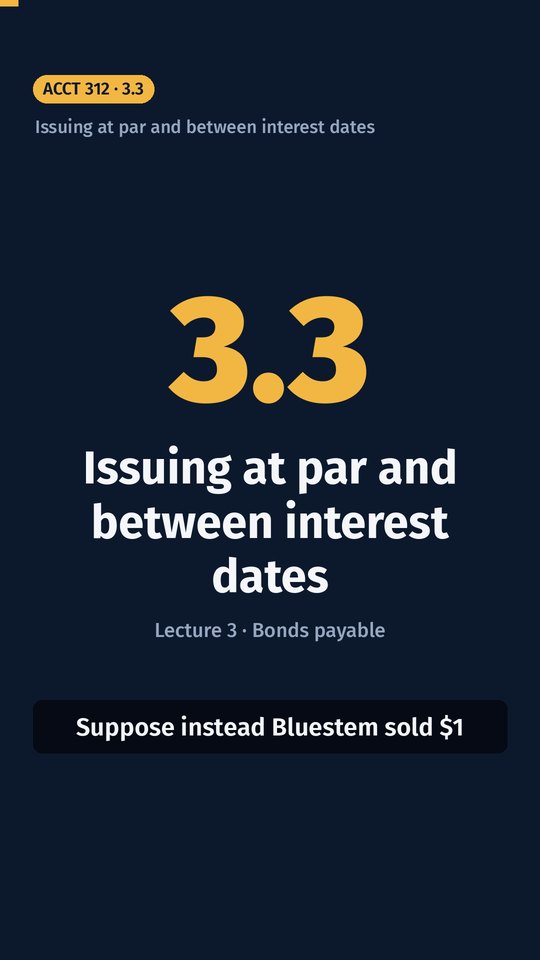 ACCT 312 · 3.3
Issuing at par and between interest dates
3.3
Issuing at par and
between interest
dates
Lecture 3 · Bonds payable
Suppose instead Bluestem sold $1